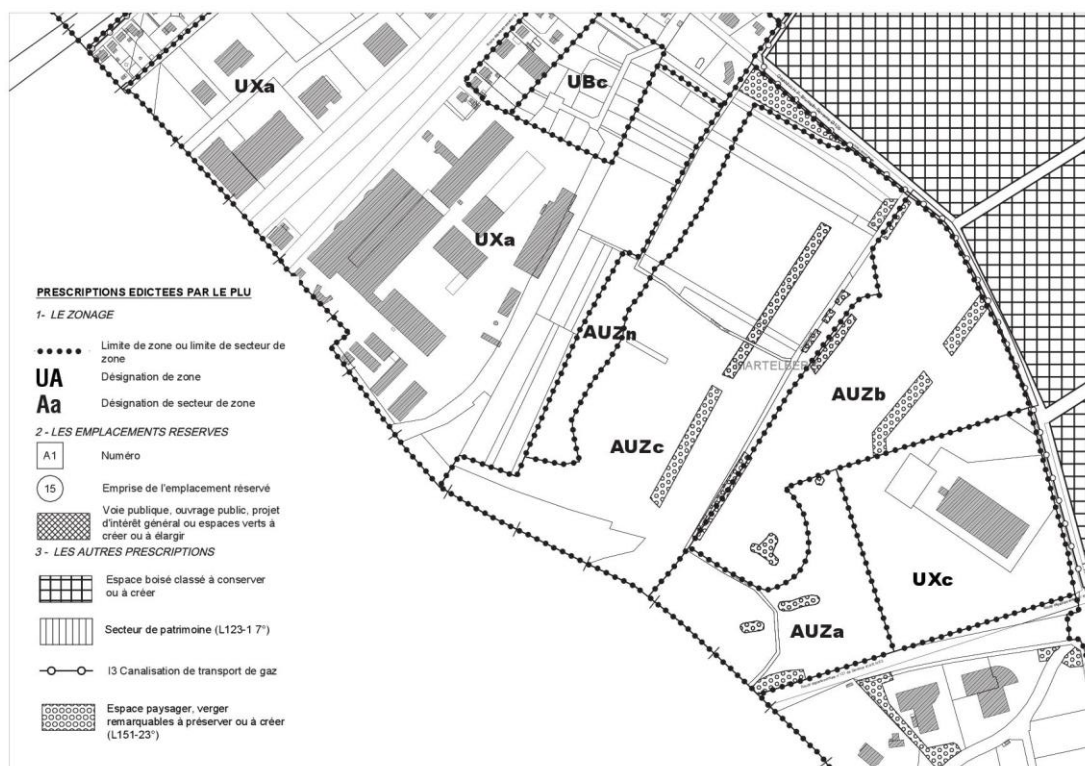 UXa
UBc
UXa
AUZn
AUZc
AUZb
UXc
AUZa
PRESCRIPTIONS EDICTEES PAR LE PLU
1- LE ZONAGE
Limite de zone ou limite de secteur de
zone
UA
Désignation de zone
Aa
Désignation de secteur de zone
2 - LES EMPLACEMENTS RESERVES
A1
Numéro
15
Emprise de l'emplacement réservé
Voie publique, ouvrage public, projet
d'intérêt général ou espaces verts à
créer ou à élargir
3 - LES AUTRES PRESCRIPTIONS
Espace boisé classé à conserver
ou à créer
Secteur de patrimoine (L123-1 7°)
I3 Canalisation de transport de gaz
Espace paysager, verger
remarquables à préserver ou à créer
(L151-23°)